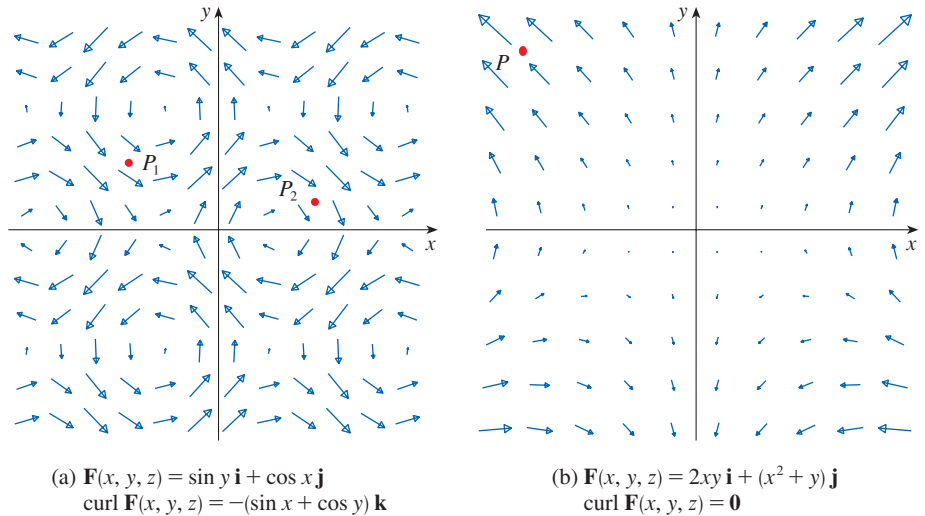 y
P₁
P₂
x
(a) F(x, y, z) = sin y i + cos x j
curl F(x, y, z) = −(sin x + cos y) k
y
P
x
(b) F(x, y, z) = 2xy i + (x² + y) j
curl F(x, y, z) = 0